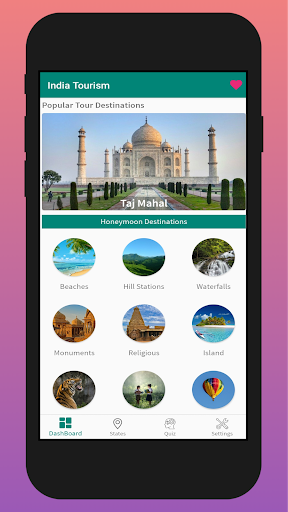 India Tourism
Popular Tour Destinations
Taj Mahal
Honeymoon Destinations
Beaches Hill Stations Waterfalls
Monuments Religious Island
DashBoard States Quiz Settings